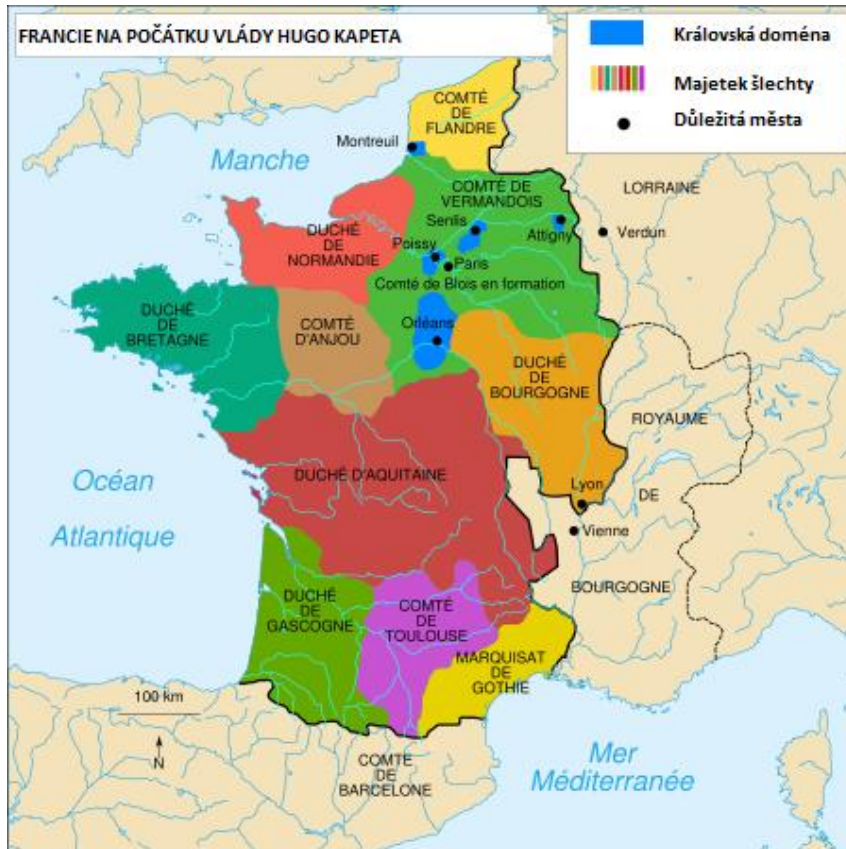 FRANCIE NA POČÁTKU VLÁDY HUGO KAPETA
Královská doména
Majetek šlechty
Důležitá města
COMTÉ
DE
FLANDRE
Montreuil
Manche
COMTÉ DE
VERMANDOIS
LORRAINE
Senlis
Attigny
Verdun
DUCHÉ
DE
NORMANDIE
Poissy
Paris
Comté de Blois en formation
DUCHÉ
DE
BRETAGNE
COMTÉ
D'ANJOU
Orléans
DUCHÉ
DE
BOURGOGNE
ROYAUME
DE
BOURGOGNE
Océan
Atlantique
DUCHÉ D'AQUITAINE
Lyon
Vienne
DUCHÉ
DE
GASCOGNE
COMTÉ
DE
TOULOUSE
MARQUISAT
DE
GOTHIE
100 km
N
COMTÉ
DE
BARCELONE
Mer
Méditerranée